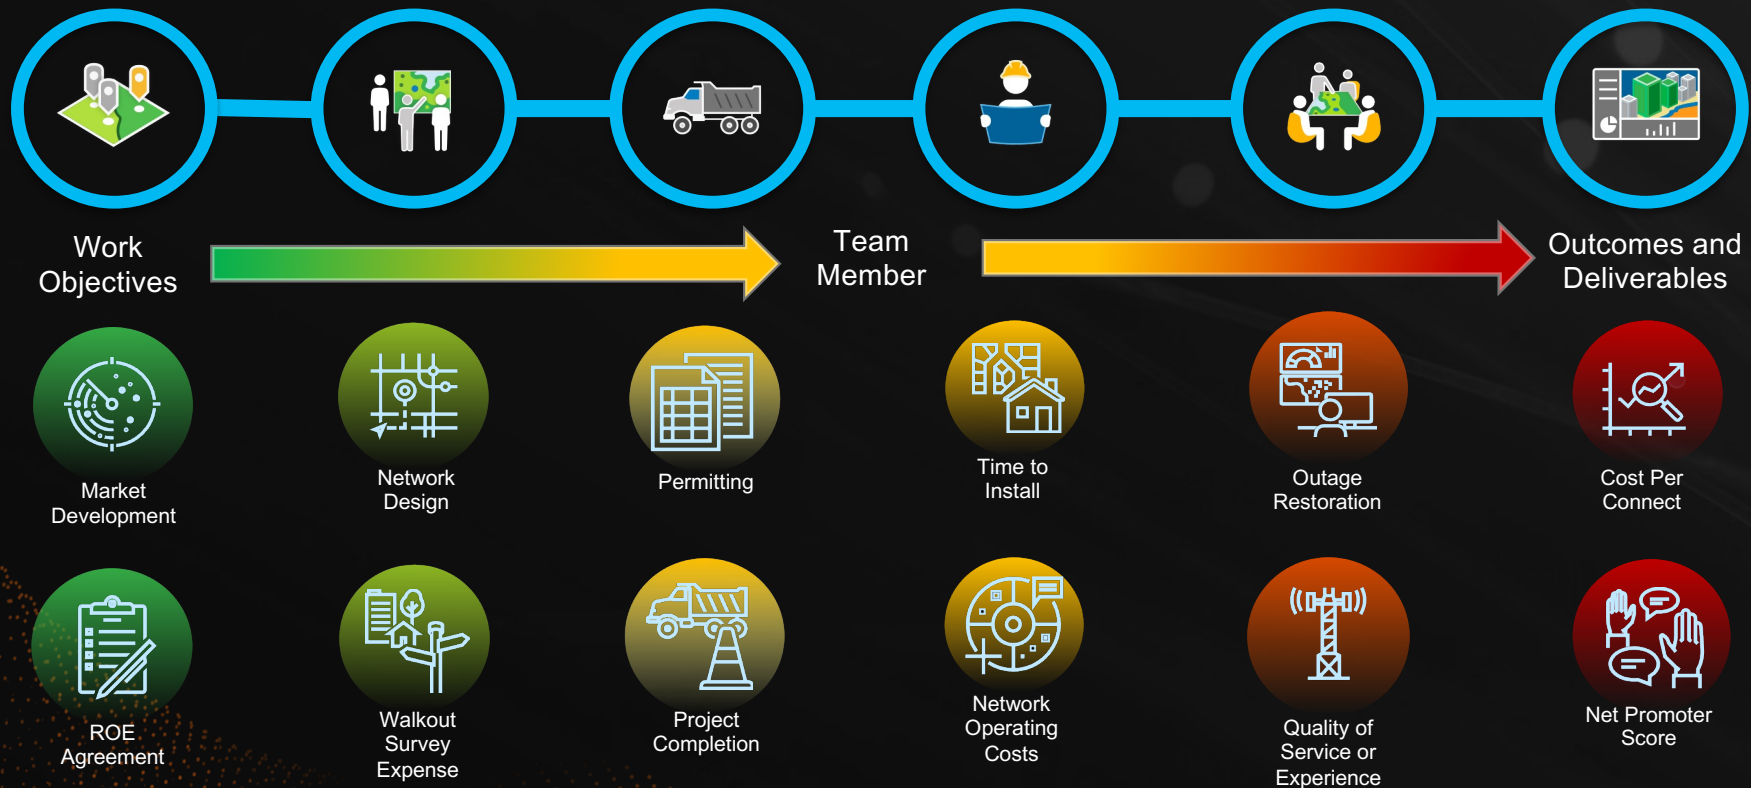 Work
Objectives
Team
Member
Outcomes and
Deliverables
Market
Development
Network
Design
Permitting
Time to
Install
Outage
Restoration
Cost Per
Connect
ROE
Agreement
Walkout
Survey
Expense
Project
Completion
Network
Operating
Costs
Quality of
Service or
Experience
Net Promoter
Score